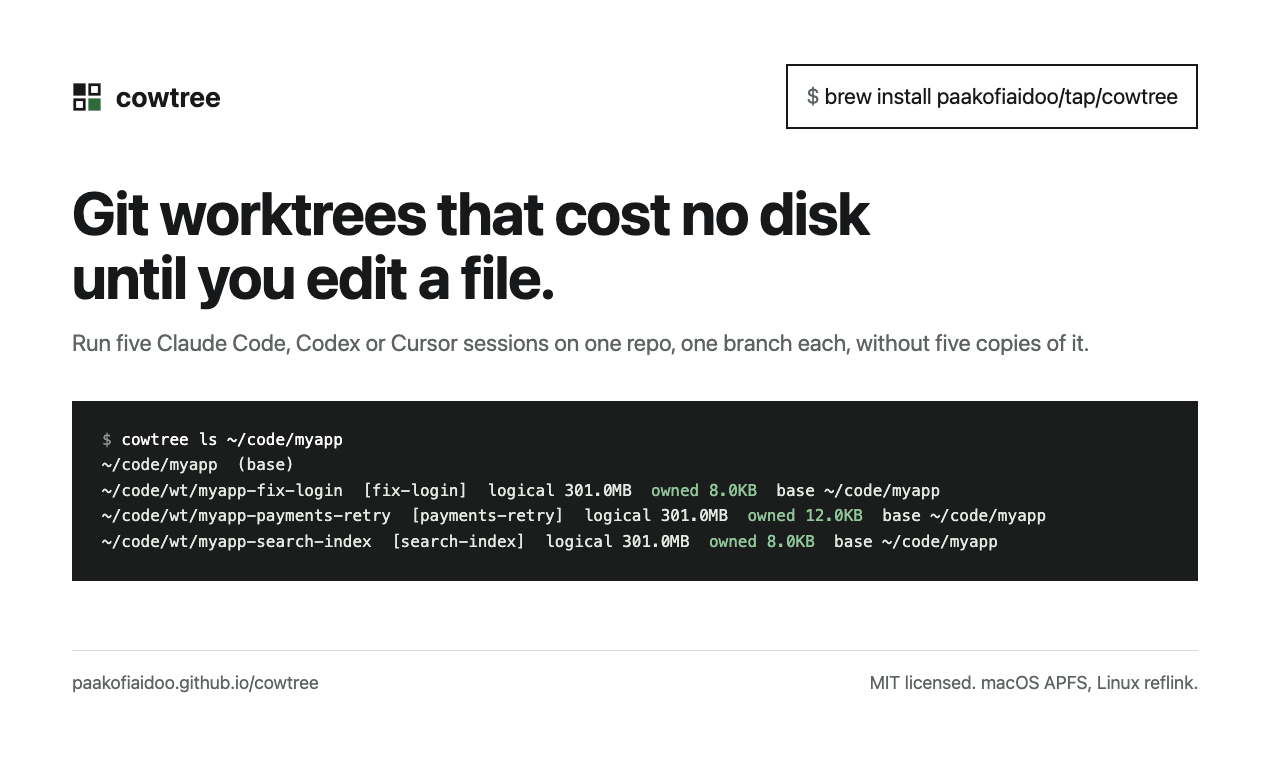 cowtree
$ brew install paakofiaidoo/tap/cowtree
Git worktrees that cost no disk
until you edit a file.
Run five Claude Code, Codex or Cursor sessions on one repo, one branch each, without five copies of it.
$ cowtree ls ~/code/myapp
~/code/myapp  (base)
~/code/wt/myapp-fix-login  [fix-login]  logical 301.0MB  owned 8.0KB  base ~/code/myapp
~/code/wt/myapp-payments-retry  [payments-retry]  logical 301.0MB  owned 12.0KB  base ~/code/myapp
~/code/wt/myapp-search-index  [search-index]  logical 301.0MB  owned 8.0KB  base ~/code/myapp
paakofiaidoo.github.io/cowtree
MIT licensed. macOS APFS, Linux reflink.